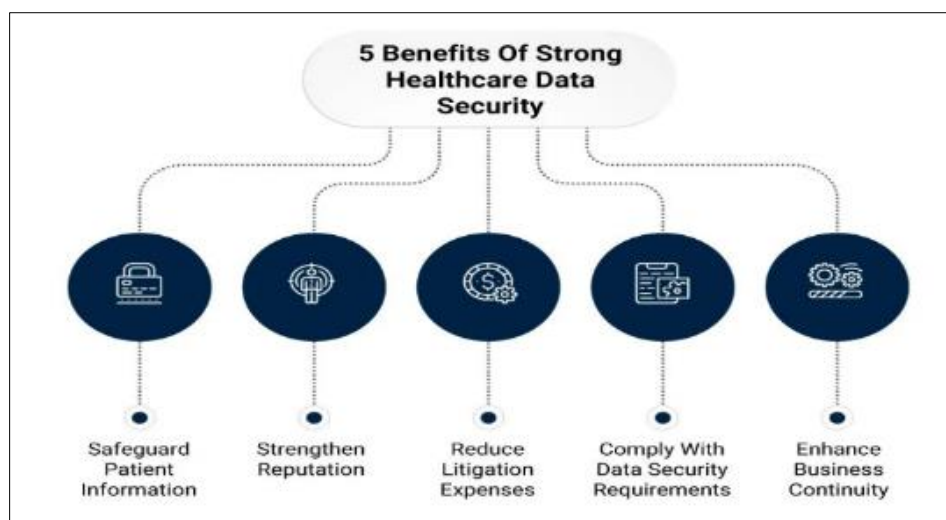 5 Benefits Of Strong
Healthcare Data
Security
$
Safeguard
Patient
Information
Strengthen
Reputation
Reduce
Litigation
Expenses
Comply With
Data Security
Requirements
Enhance
Business
Continuity